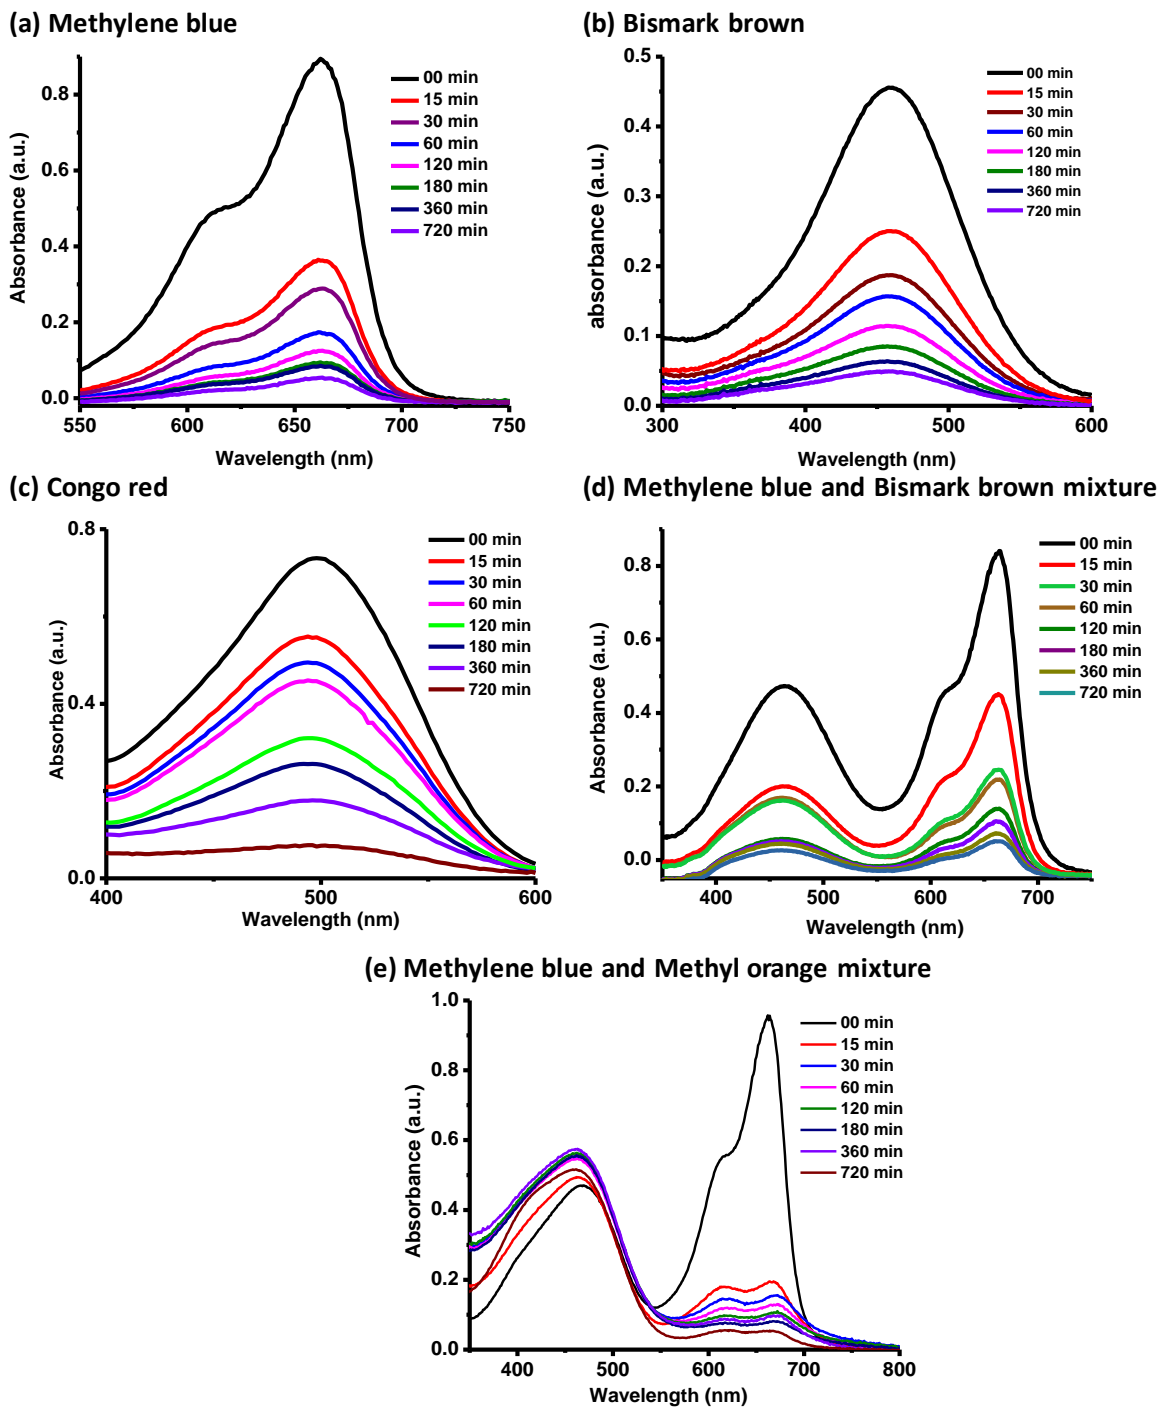 (a) Methylene blue
0.8
0.6
0.4
0.2
0.0
550
600
650
700
750
Absorbance (a.u.)
Wavelength (nm)
00 min
15 min
30 min
60 min
120 min
180 min
360 min
720 min
(b) Bismark brown
0.5
0.4
0.3
0.2
0.1
0.0
300
400
500
600
absorbance (a.u.)
Wavelength (nm)
00 min
15 min
30 min
60 min
120 min
180 min
360 min
720 min
(c) Congo red
0.8
0.4
0.0
400
500
600
Absorbance (a.u.)
Wavelength (nm)
00 min
15 min
30 min
60 min
120 min
180 min
360 min
720 min
(d) Methylene blue and Bismark brown mixture
0.8
0.6
0.4
0.2
0.0
400
500
600
700
Absorbance (a.u.)
Wavelength (nm)
00 min
15 min
30 min
60 min
120 min
180 min
360 min
720 min
(e) Methylene blue and Methyl orange mixture
1.0
0.8
0.6
0.4
0.2
0.0
400
500
600
700
800
Absorbance (a.u.)
Wavelength (nm)
00 min
15 min
30 min
60 min
120 min
180 min
360 min
720 min